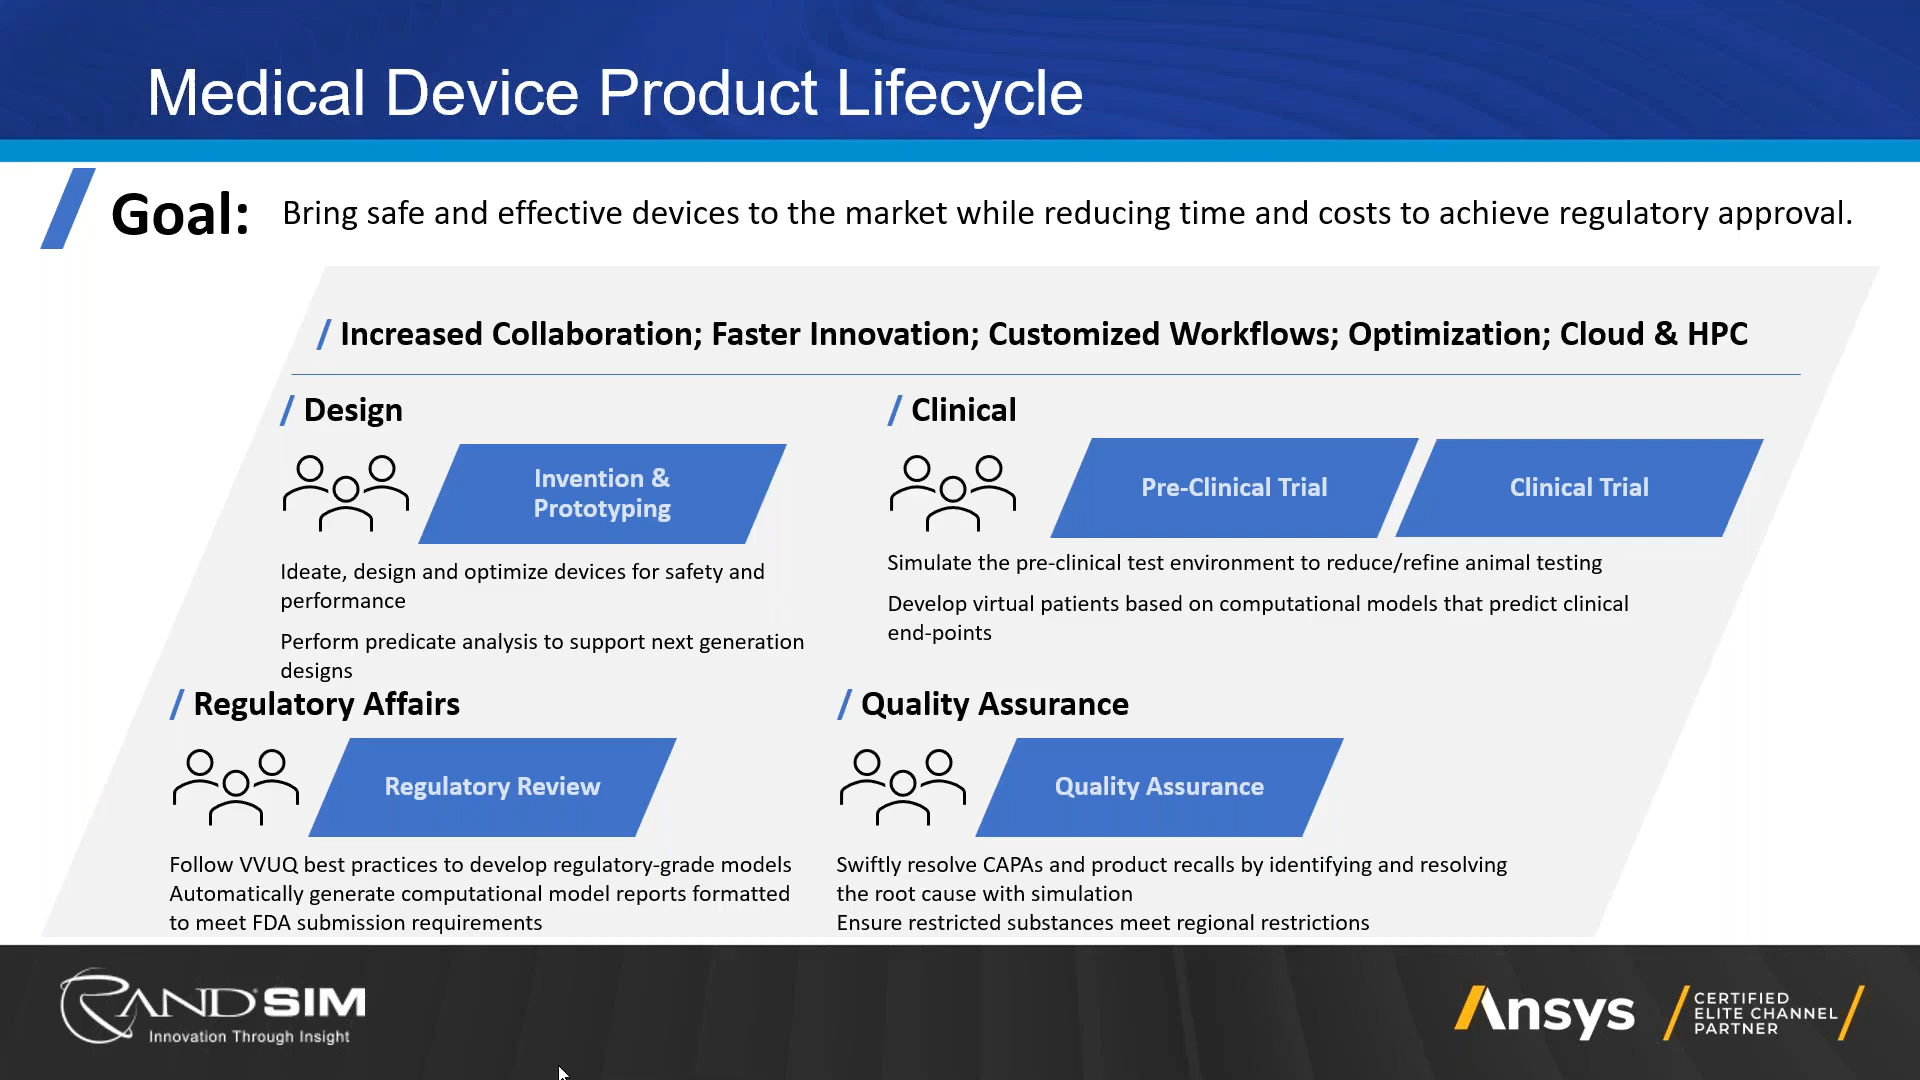 Medical Device Product Lifecycle
Goal: Bring safe and effective devices to the market while reducing time and costs to achieve regulatory approval.
/ Increased Collaboration; Faster Innovation; Customized Workflows; Optimization; Cloud & HPC
/ Design
Invention &
Prototyping
Ideate, design and optimize devices for safety and
performance
Perform predicate analysis to support next generation
designs
/ Clinical
Pre-Clinical Trial
Clinical Trial
Simulate the pre-clinical test environment to reduce/refine animal testing
Develop virtual patients based on computational models that predict clinical
end-points
/ Regulatory Affairs
Regulatory Review
Follow VVUQ best practices to develop regulatory-grade models
Automatically generate computational model reports formatted
to meet FDA submission requirements
/ Quality Assurance
Quality Assurance
Swiftly resolve CAPAs and product recalls by identifying and resolving
the root cause with simulation
Ensure restricted substances meet regional restrictions
RAND SIM
Innovation Through Insight
Ansys
CERTIFIED
ELITE CHANNEL
PARTNER